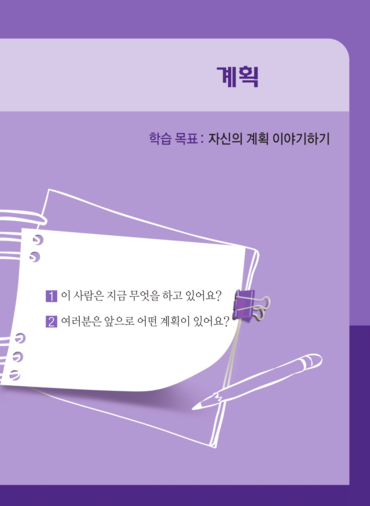 계획
학습 목표 : 자신의 계획 이야기하기
1 이 사람은 지금 무엇을 하고 있어요?
2 여러분은 앞으로 어떤 계획이 있어요?